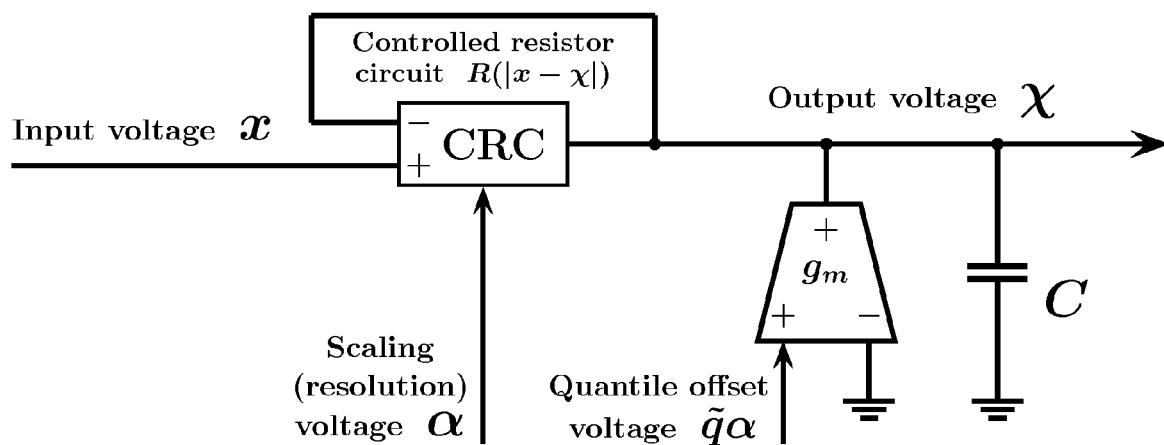 Controlled resistor
circuit R(|x − χ|)
Input voltage x
−
+
CRC
Output voltage χ
+
g_m
+ −
C
Scaling
(resolution)
voltage α
Quantile offset
voltage q̃α